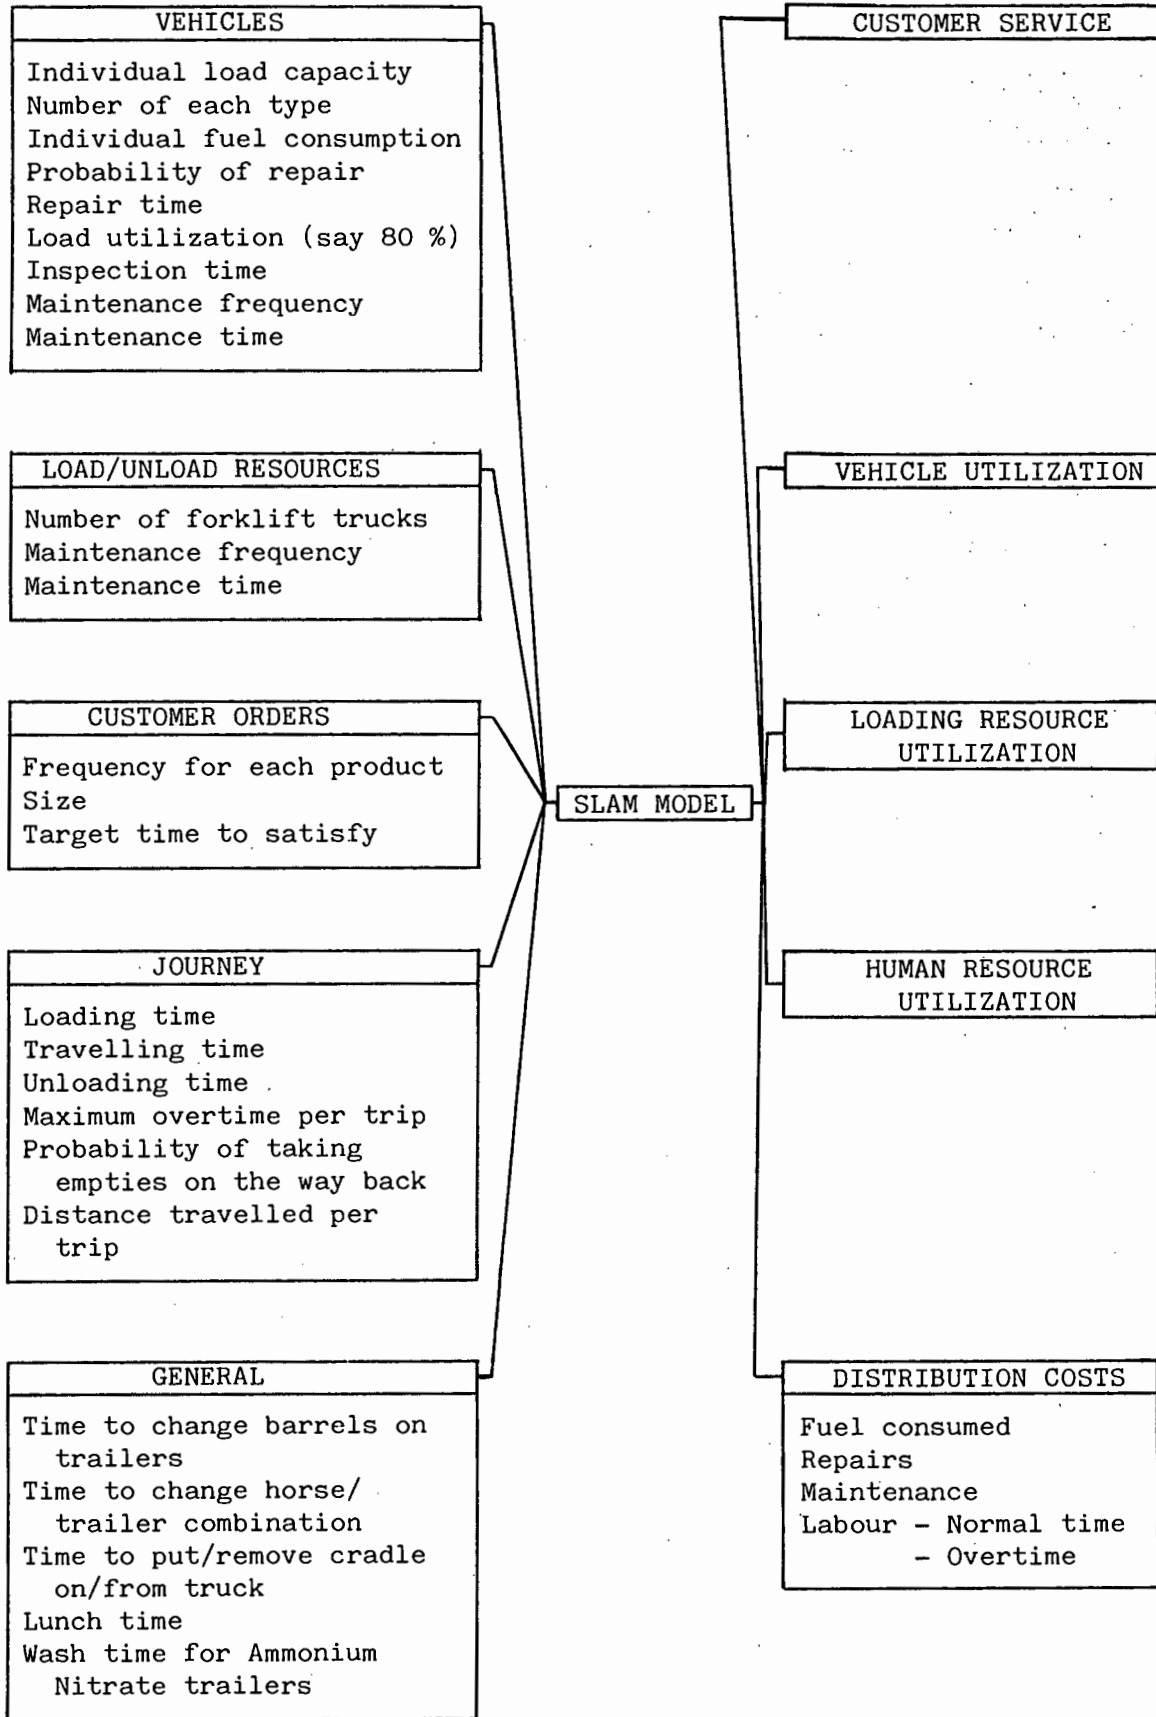 VEHICLES
Individual load capacity
Number of each type
Individual fuel consumption
Probability of repair
Repair time
Load utilization (say 80 %)
Inspection time
Maintenance frequency
Maintenance time
LOAD/UNLOAD RESOURCES
Number of forklift trucks
Maintenance frequency
Maintenance time
CUSTOMER ORDERS
Frequency for each product
Size
Target time to satisfy
JOURNEY
Loading time
Travelling time
Unloading time
Maximum overtime per trip
Probability of taking
empties on the way back
Distance travelled per
trip
GENERAL
Time to change barrels on
trailers
Time to change horse/
trailer combination
Time to put/remove cradle
on/from truck
Lunch time
Wash time for Ammonium
Nitrate trailers
SLAM MODEL
CUSTOMER SERVICE
VEHICLE UTILIZATION
LOADING RESOURCE
UTILIZATION
HUMAN RESOURCE
UTILIZATION
DISTRIBUTION COSTS
Fuel consumed
Repairs
Maintenance
Labour - Normal time
- Overtime